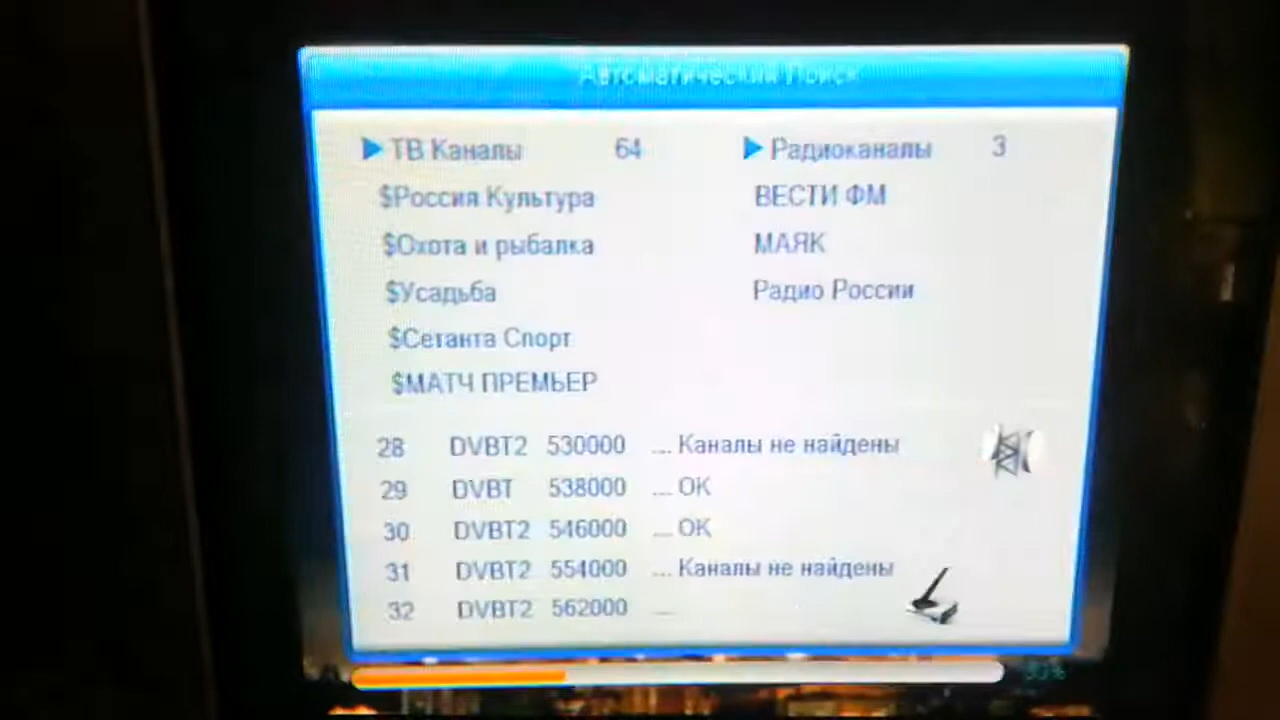 Автоматический Поиск
ТВ Каналы 64
$Россия Культура
$Охота и рыбалка
$Усадьба
$Сетанта Спорт
$МАТЧ ПРЕМЬЕР
Радиоканалы 3
ВЕСТИ ФМ
МАЯК
Радио России
28 DVBT2 530000 ... Каналы не найдены
29 DVBT 538000 ... OK
30 DVBT2 546000 ... OK
31 DVBT2 554000 ... Каналы не найдены
32 DVBT2 562000 ...